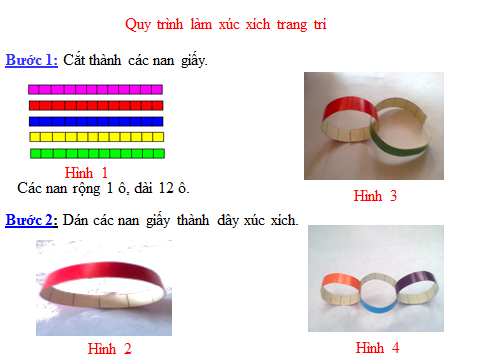 Quy trình làm xúc xích trang trí
Bước 1: Cắt thành các nan giấy.
Hình 1
Các nan rộng 1 ô, dài 12 ô.
Hình 3
Bước 2: Dán các nan giấy thành dây xúc xích.
Hình 2
Hình 4